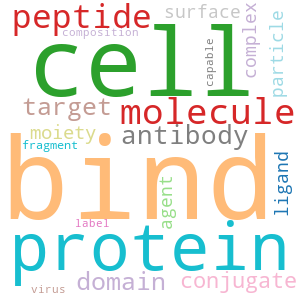 peptide surface
composition
cell
capable
complex
particle
target molecule
moiety antibody
fragment
bind
agent
ligand
label
protein
domain conjugate
virus